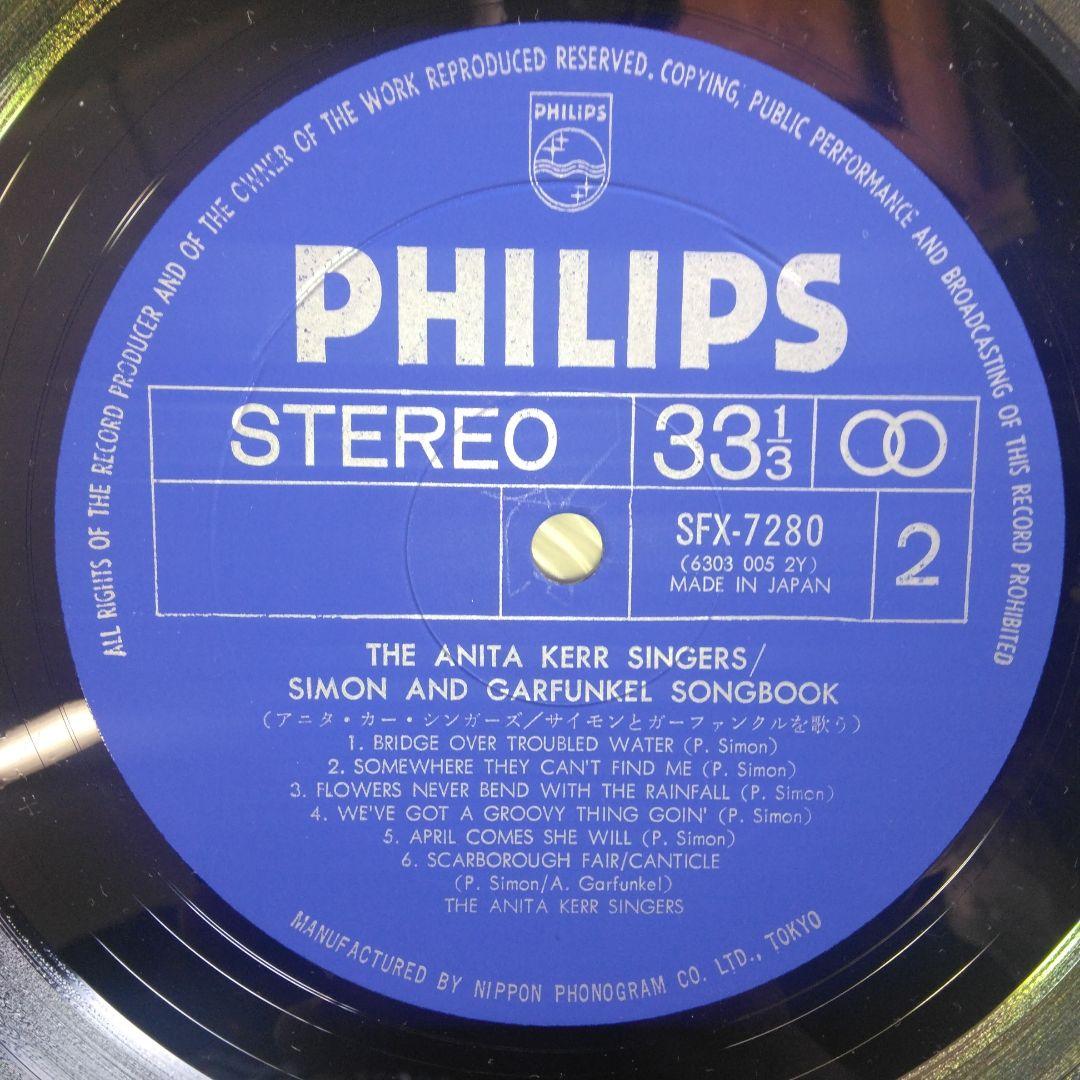 ALL RIGHTS OF THE RECORD PRODUCER AND OF THE OWNER OF THE WORK REPRODUCED RESERVED. COPYING, PUBLIC PERFORMANCE AND BROADCASTING OF THIS RECORD PROHIBITED
PHILIPS
PHILIPS
STEREO 33 1/3
SFX-7280
(6303 005 2Y)
MADE IN JAPAN
2
THE ANITA KERR SINGERS/
SIMON AND GARFUNKEL SONGBOOK
(アニタ・カー・シンガーズ/サイモンとガーファンクルを歌う)
1. BRIDGE OVER TROUBLED WATER (P. Simon)
2. SOMEWHERE THEY CAN'T FIND ME (P. Simon)
3. FLOWERS NEVER BEND WITH THE RAINFALL (P. Simon)
4. WE'VE GOT A GROOVY THING GOIN' (P. Simon)
5. APRIL COMES SHE WILL (P. Simon)
6. SCARBOROUGH FAIR/CANTICLE
(P. Simon/A. Garfunkel)
THE ANITA KERR SINGERS
MANUFACTURED BY NIPPON PHONOGRAM CO. LTD., TOKYO